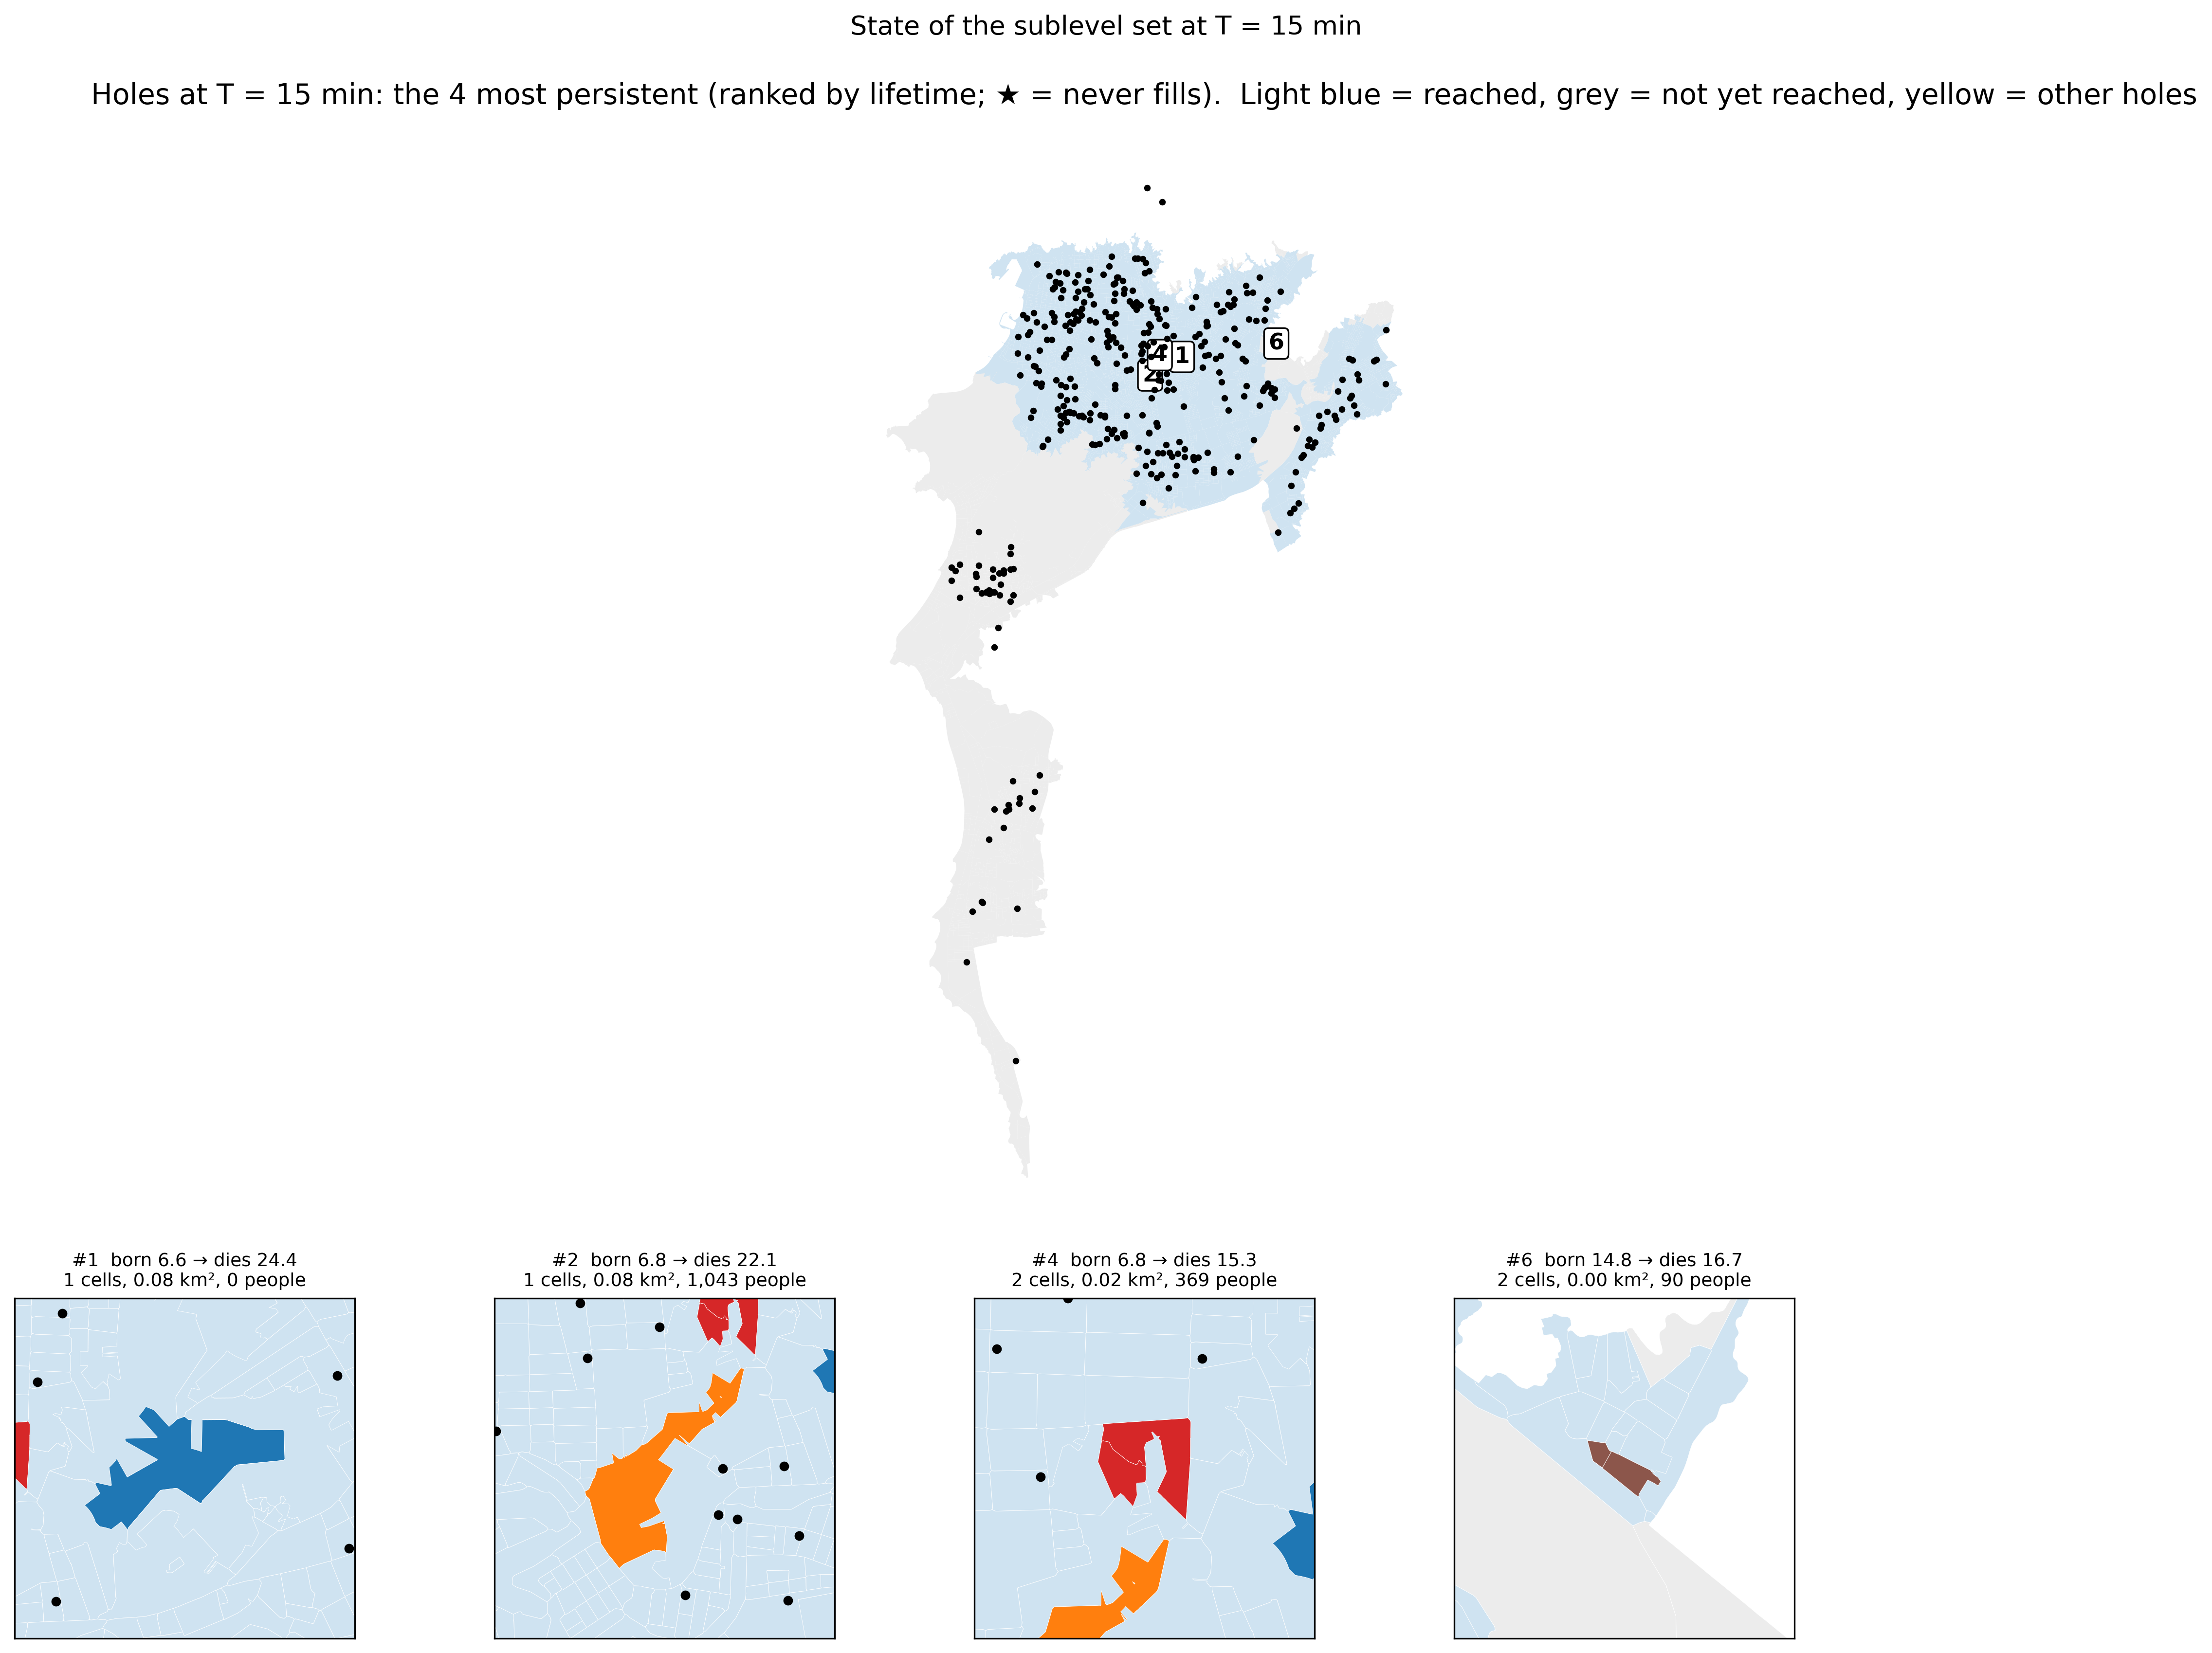 State of the sublevel set at T = 15 min
Holes at T = 15 min: the 4 most persistent (ranked by lifetime; ★ = never fills).  Light blue = reached, grey = not yet reached, yellow = other holes
6
4
1
2
#1  born 6.6 → dies 24.4
1 cells, 0.08 km², 0 people
#2  born 6.8 → dies 22.1
1 cells, 0.08 km², 1,043 people
#4  born 6.8 → dies 15.3
2 cells, 0.02 km², 369 people
#6  born 14.8 → dies 16.7
2 cells, 0.00 km², 90 people